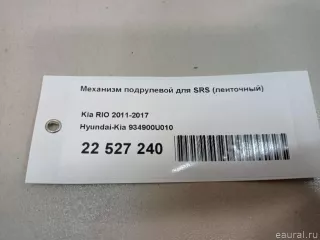 Механизм подрулевой для SRS (ленточный)
Kia RIO 2011-2017
Hyundai-Kia 934900U010
22 527 240
eaural.ru